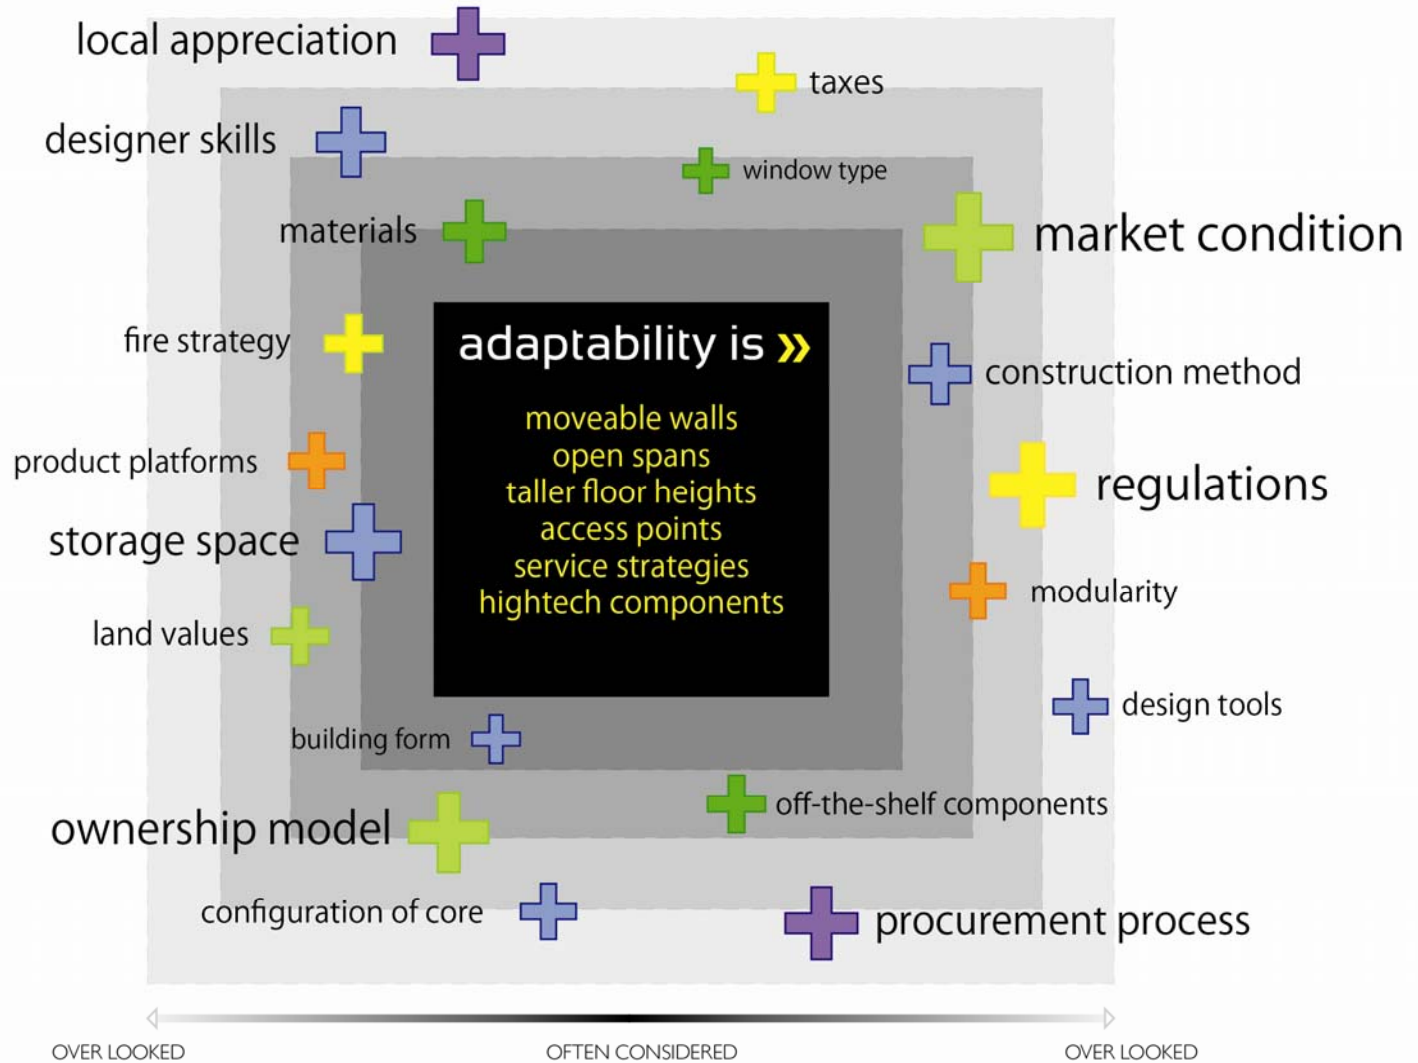 local appreciation
taxes
designer skills
window type
materials
market condition
adaptability is »
fire strategy
construction method
moveable walls
open spans
product platforms
taller floor heights
regulations
access points
storage space
service strategies
modularity
hightech components
land values
design tools
building form
off-the-shelf components
ownership model
configuration of core
procurement process
OVER LOOKED
OFTEN CONSIDERED
OVER LOOKED